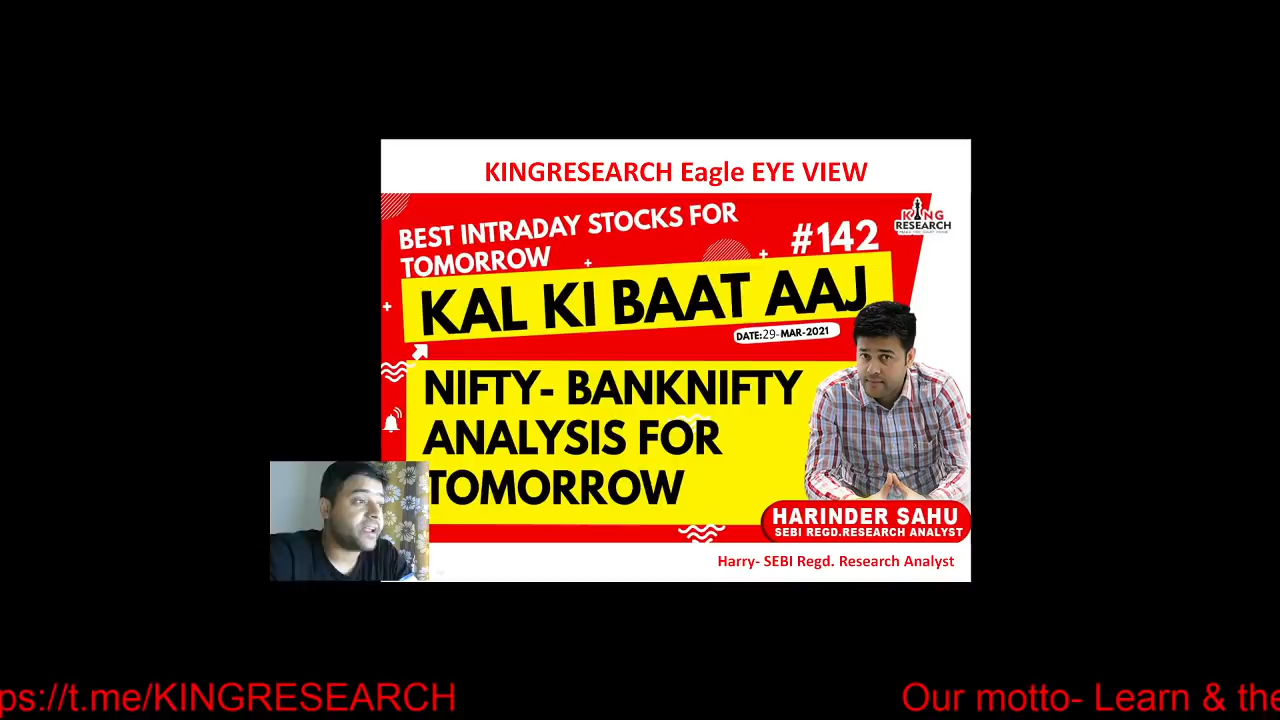 KINGRESEARCH Eagle EYE VIEW
BEST INTRADAY STOCKS FOR
TOMORROW
#142
KING
RESEARCH
KAL KI BAAT AAJ
DATE:29-MAR-2021
NIFTY- BANKNIFTY
ANALYSIS FOR
TOMORROW
HARINDER SAHU
SEBI REGD.RESEARCH ANALYST
Harry- SEBI Regd. Research Analyst
ps://t.me/KINGRESEARCH
Our motto- Learn & the